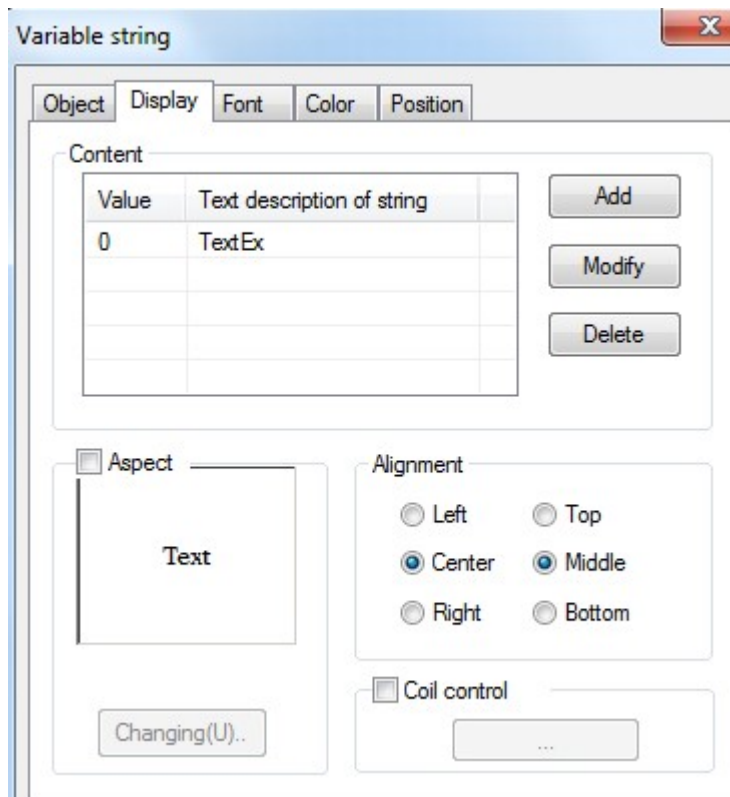 Variable string
Object Display Font Color Position
Content
Value Text description of string
0 TextEx
Add
Modify
Delete
Aspect
Text
Changing(U)..
Alignment
Left Top
Center Middle
Right Bottom
Coil control
...